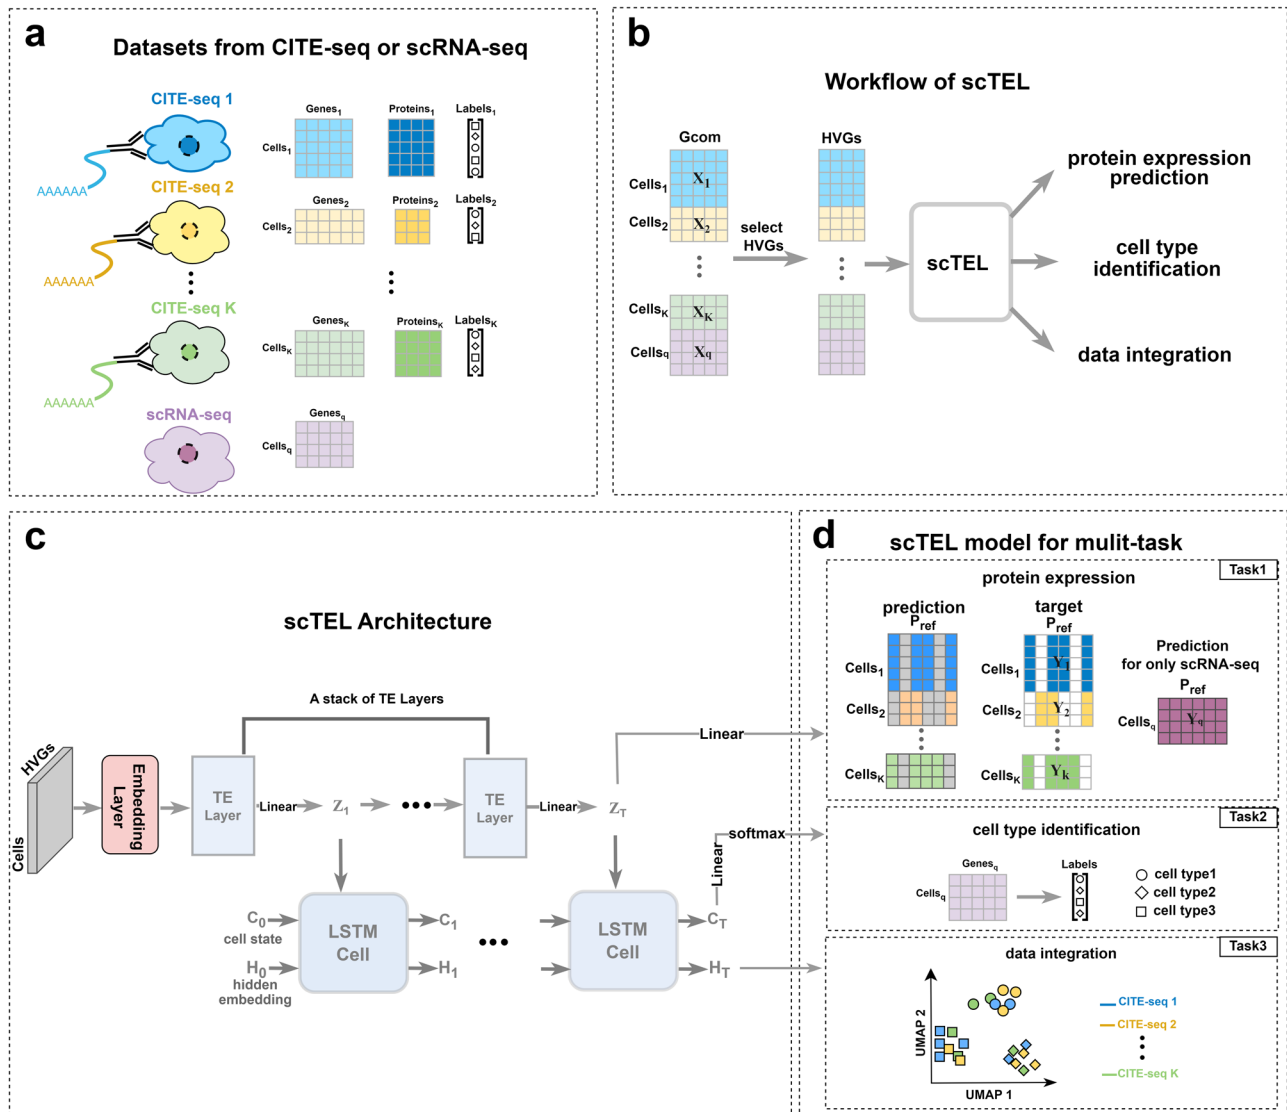 a
Datasets from CITE-seq or scRNA-seq
CITE-seq 1
Genes1
Proteins1
Labels1
Cells1
AAAAAA
CITE-seq 2
Genes2
Proteins2
Labels2
Cells2
AAAAAA
CITE-seq K
GenesK
ProteinsK
LabelsK
CellsK
AAAAAA
scRNA-seq
Genesq
Cellsq
b
Workflow of scTEL
Gcom
HVGs
Cells1
X1
Cells2
X2
select
HVGs
CellsK
XK
Cellsq
Xq
scTEL
protein expression
prediction
cell type
identification
data integration
c
scTEL Architecture
A stack of TE Layers
HVGs
Cells
Embedding
Layer
TE
Layer
Linear
Z1
TE
Layer
Linear
ZT
Linear
Linear
softmax
C0
cell state
H0
hidden
embedding
LSTM
Cell
C1
H1
LSTM
Cell
CT
HT
d
scTEL model for mulit-task
Task1
protein expression
prediction
Pref
target
Pref
Cells1
Cells2
CellsK
Cells1
Y1
Cells2
Y2
CellsK
Yk
Prediction
for only scRNA-seq
Pref
Cellsq
Yq
Task2
cell type identification
Genesq
Cellsq
Labels
cell type1
cell type2
cell type3
Task3
data integration
UMAP 2
UMAP 1
CITE-seq 1
CITE-seq 2
CITE-seq K